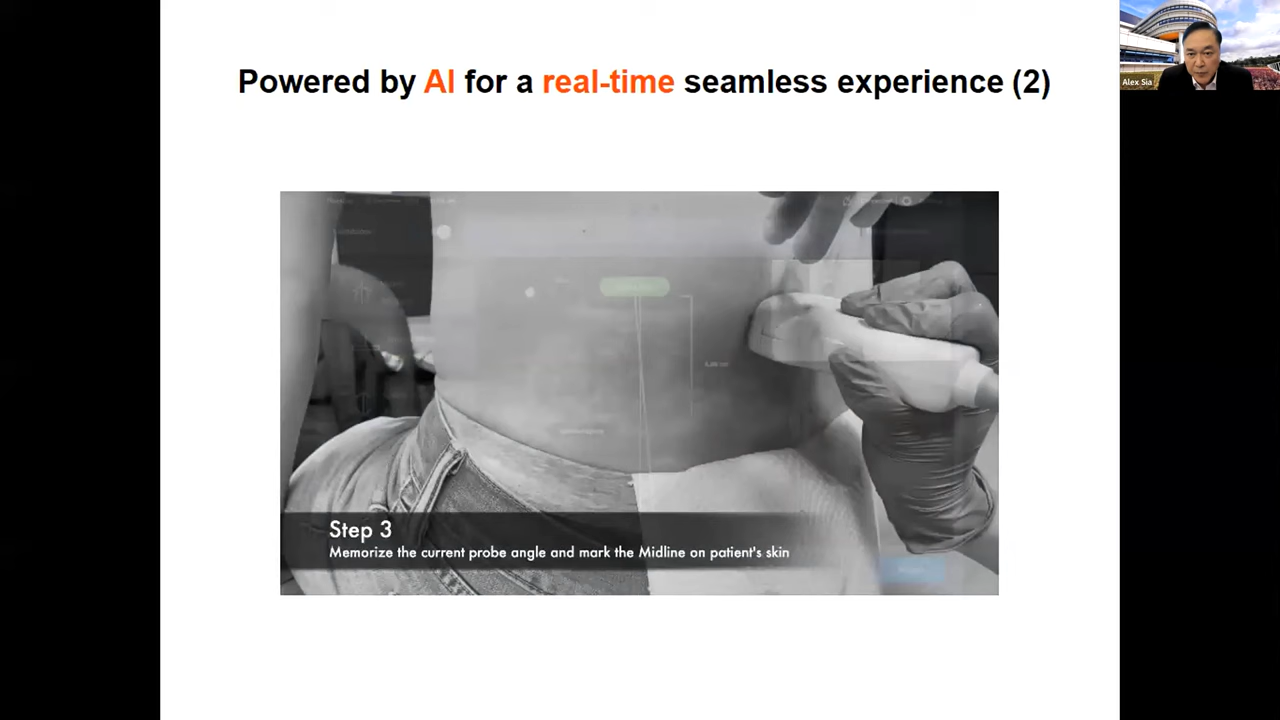 Powered by AI for a real-time seamless experience (2)
Alex Sia
Step 3
Memorize the current probe angle and mark the Midline on patient's skin